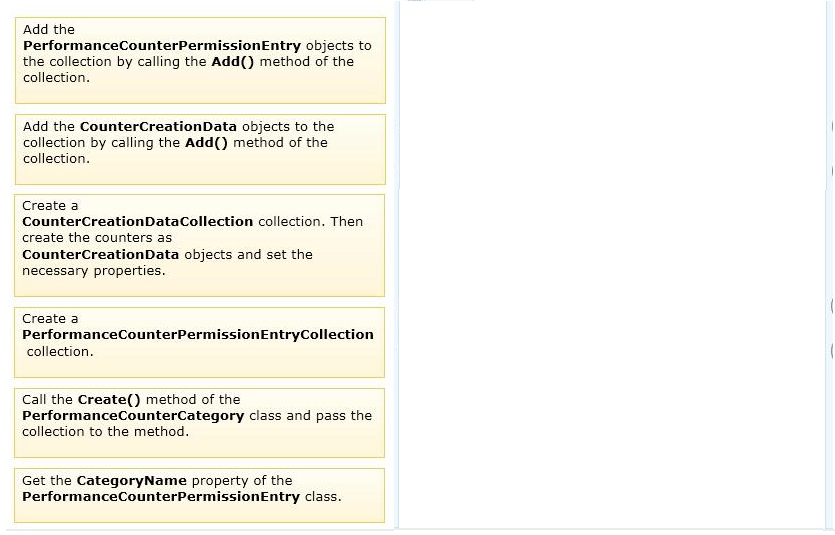 Add the
PerformanceCounterPermissionEntry objects to
the collection by calling the Add() method of the
collection.
Add the CounterCreationData objects to the
collection by calling the Add() method of the
collection.
Create a
CounterCreationDataCollection collection. Then
create the counters as
CounterCreationData objects and set the
necessary properties.
Create a
PerformanceCounterPermissionEntryCollection
collection.
Call the Create() method of the
PerformanceCounterCategory class and pass the
collection to the method.
Get the CategoryName property of the
PerformanceCounterPermissionEntry class.